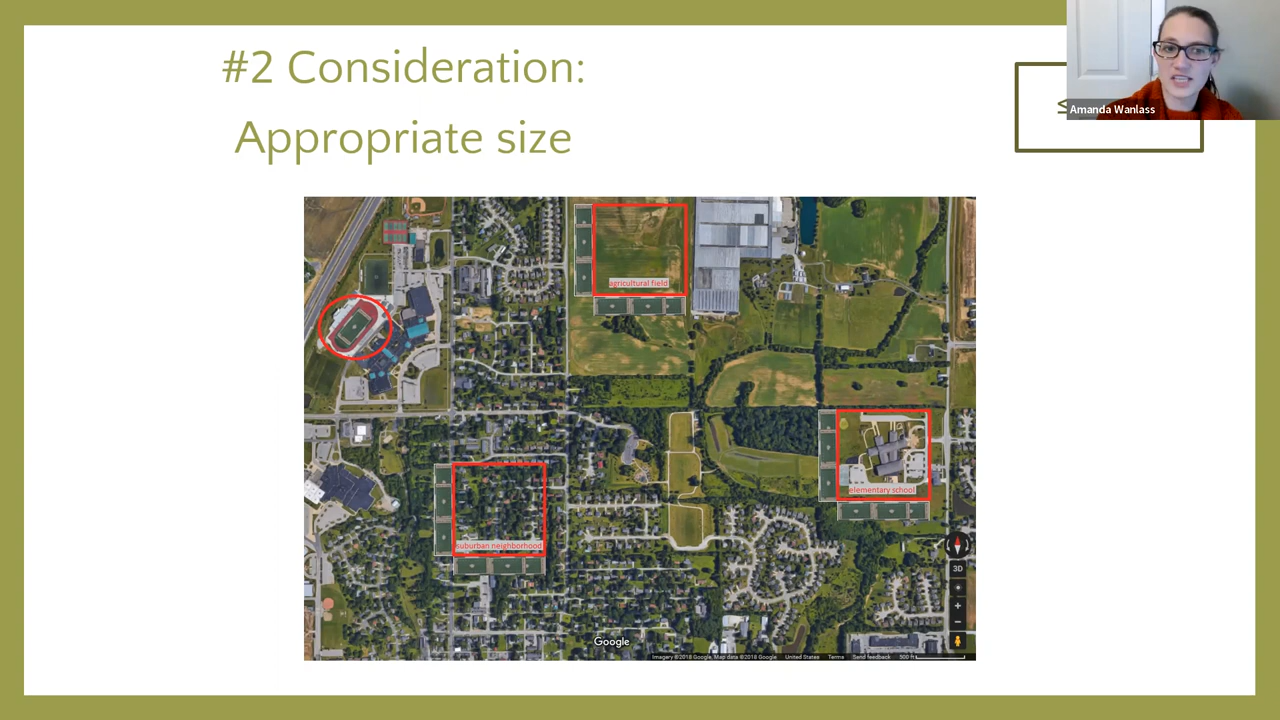 #2 Consideration:
Appropriate size
Amanda Wanlass
agricultural field
elementary school
suburban neighborhood
3D
Google
Imagery ©2018 Google, Map data ©2018 Google United States Terms Send feedback 500 ft